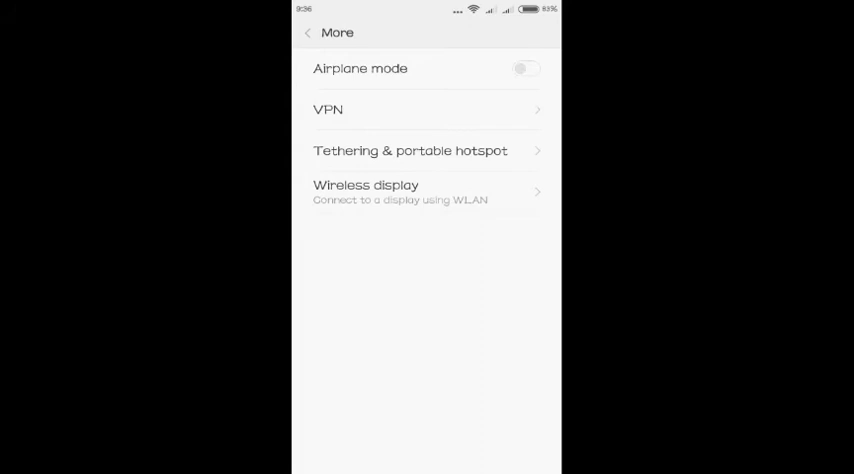 9:36
83%
More
Airplane mode
VPN
Tethering & portable hotspot
Wireless display
Connect to a display using WLAN